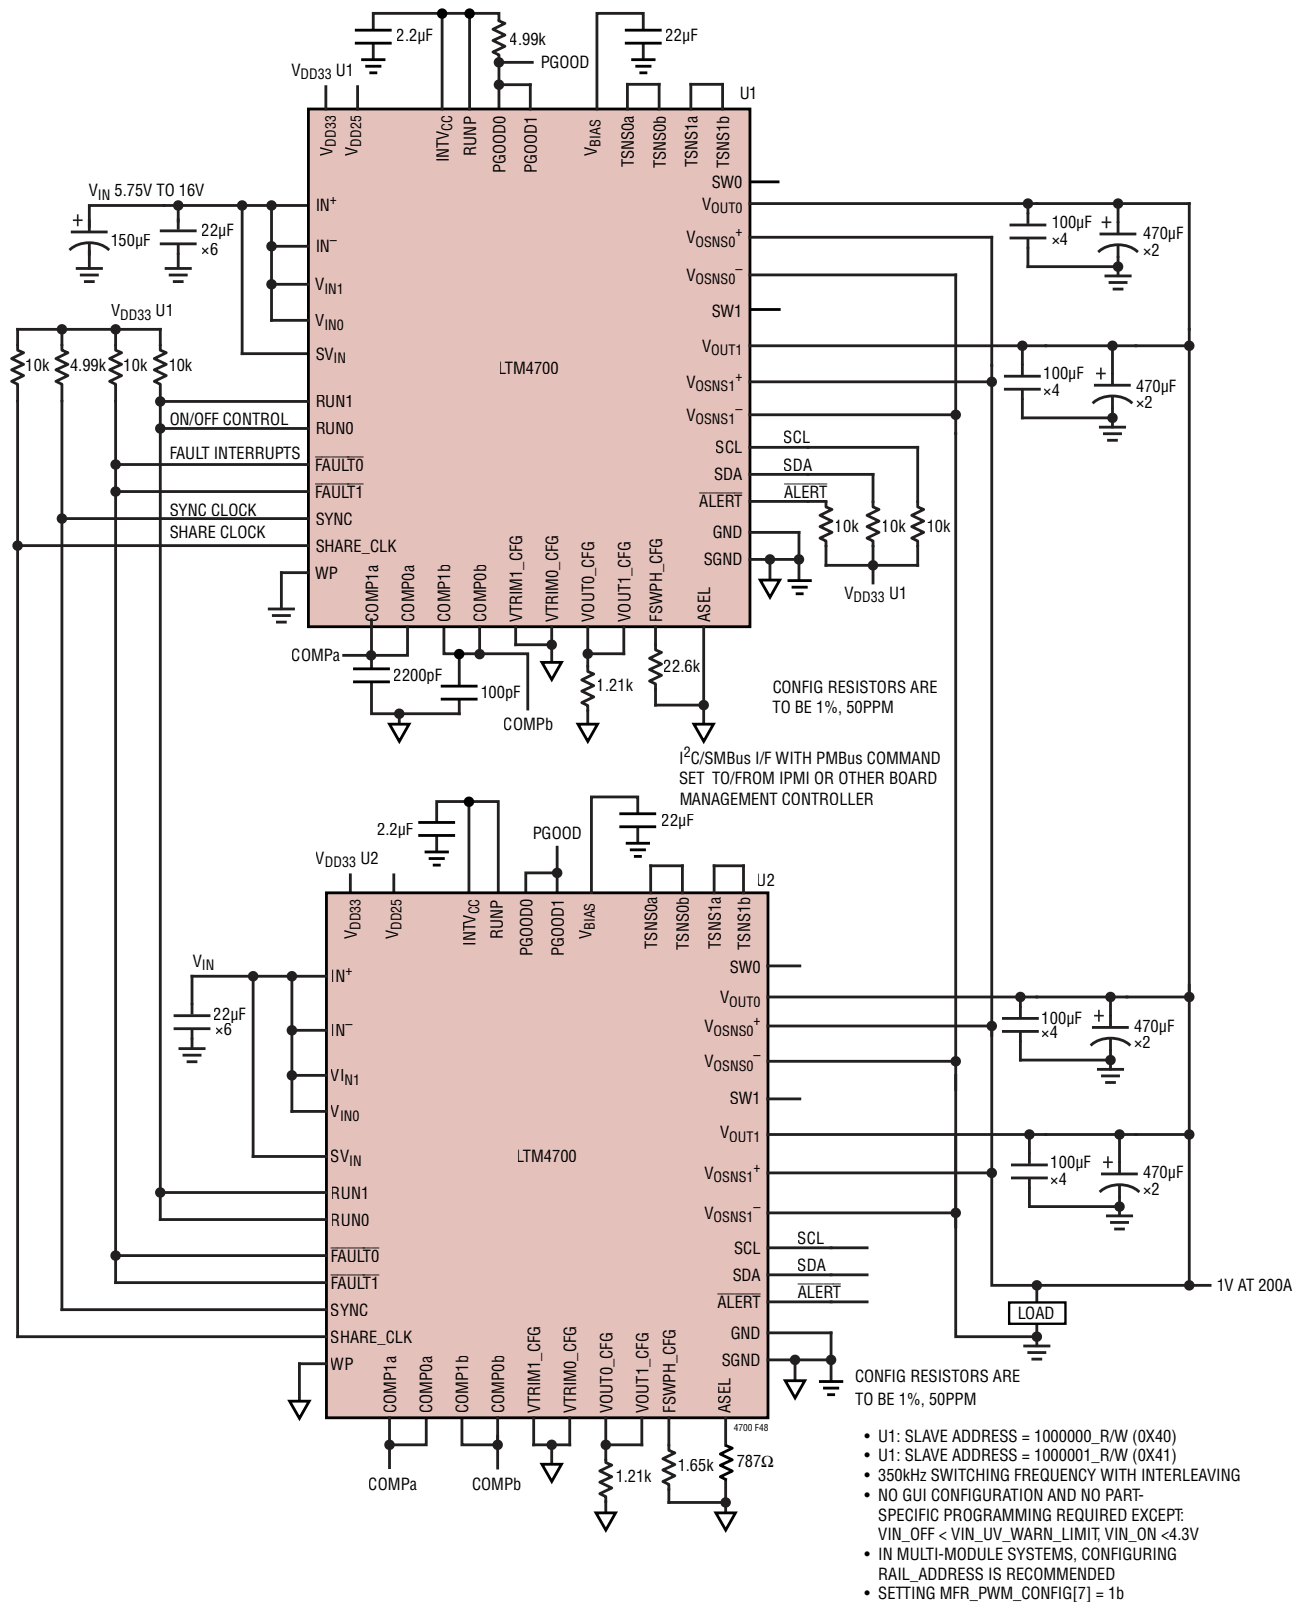 2.2µF
4.99k
PGOOD
22µF
VDD33 U1
U1
VDD33
VDD25
INTVCC
RUNP
PGOOD0
PGOOD1
VBIAS
TSNS0a
TSNS0b
TSNS1a
TSNS1b
VIN 5.75V TO 16V
+
150µF
22µF
×6
IN+
IN–
VIN1
VIN0
SVIN
VDD33 U1
10k
4.99k
10k
10k
RUN1
ON/OFF CONTROL
RUN0
FAULT INTERRUPTS
FAULT0
FAULT1
SYNC CLOCK
SYNC
SHARE CLOCK
SHARE_CLK
WP
LTM4700
SW0
VOUT0
VOSNS0+
VOSNS0–
SW1
VOUT1
VOSNS1+
VOSNS1–
SCL
SDA
ALERT
GND
SGND
SCL
SDA
ALERT
10k
10k
10k
VDD33 U1
100µF
×4
+
470µF
×2
100µF
×4
+
470µF
×2
COMP1a
COMP0a
COMP1b
COMP0b
VTRIM1_CFG
VTRIM0_CFG
VOUT0_CFG
VOUT1_CFG
FSWPH_CFG
ASEL
COMPa
2200pF
100pF
COMPb
1.21k
22.6k
CONFIG RESISTORS ARE
TO BE 1%, 50PPM
I2C/SMBus I/F WITH PMBus COMMAND
SET TO/FROM IPMI OR OTHER BOARD
MANAGEMENT CONTROLLER
2.2µF
PGOOD
22µF
VDD33 U2
U2
VDD33
VDD25
INTVCC
RUNP
PGOOD0
PGOOD1
VBIAS
TSNS0a
TSNS0b
TSNS1a
TSNS1b
VIN
22µF
×6
IN+
IN–
VIN1
VIN0
SVIN
RUN1
RUN0
FAULT0
FAULT1
SYNC
SHARE_CLK
WP
LTM4700
SW0
VOUT0
VOSNS0+
VOSNS0–
SW1
VOUT1
VOSNS1+
VOSNS1–
SCL
SDA
ALERT
GND
SGND
SCL
SDA
ALERT
100µF
×4
+
470µF
×2
100µF
×4
+
470µF
×2
1V AT 200A
LOAD
COMP1a
COMP0a
COMP1b
COMP0b
VTRIM1_CFG
VTRIM0_CFG
VOUT0_CFG
VOUT1_CFG
FSWPH_CFG
ASEL
4700 F48
COMPa
COMPb
1.21k
1.65k
787Ω
CONFIG RESISTORS ARE
TO BE 1%, 50PPM
• U1: SLAVE ADDRESS = 1000000_R/W (0X40)
• U1: SLAVE ADDRESS = 1000001_R/W (0X41)
• 350kHz SWITCHING FREQUENCY WITH INTERLEAVING
• NO GUI CONFIGURATION AND NO PART-
SPECIFIC PROGRAMMING REQUIRED EXCEPT:
VIN_OFF < VIN_UV_WARN_LIMIT, VIN_ON <4.3V
• IN MULTI-MODULE SYSTEMS, CONFIGURING
RAIL_ADDRESS IS RECOMMENDED
• SETTING MFR_PWM_CONFIG[7] = 1b